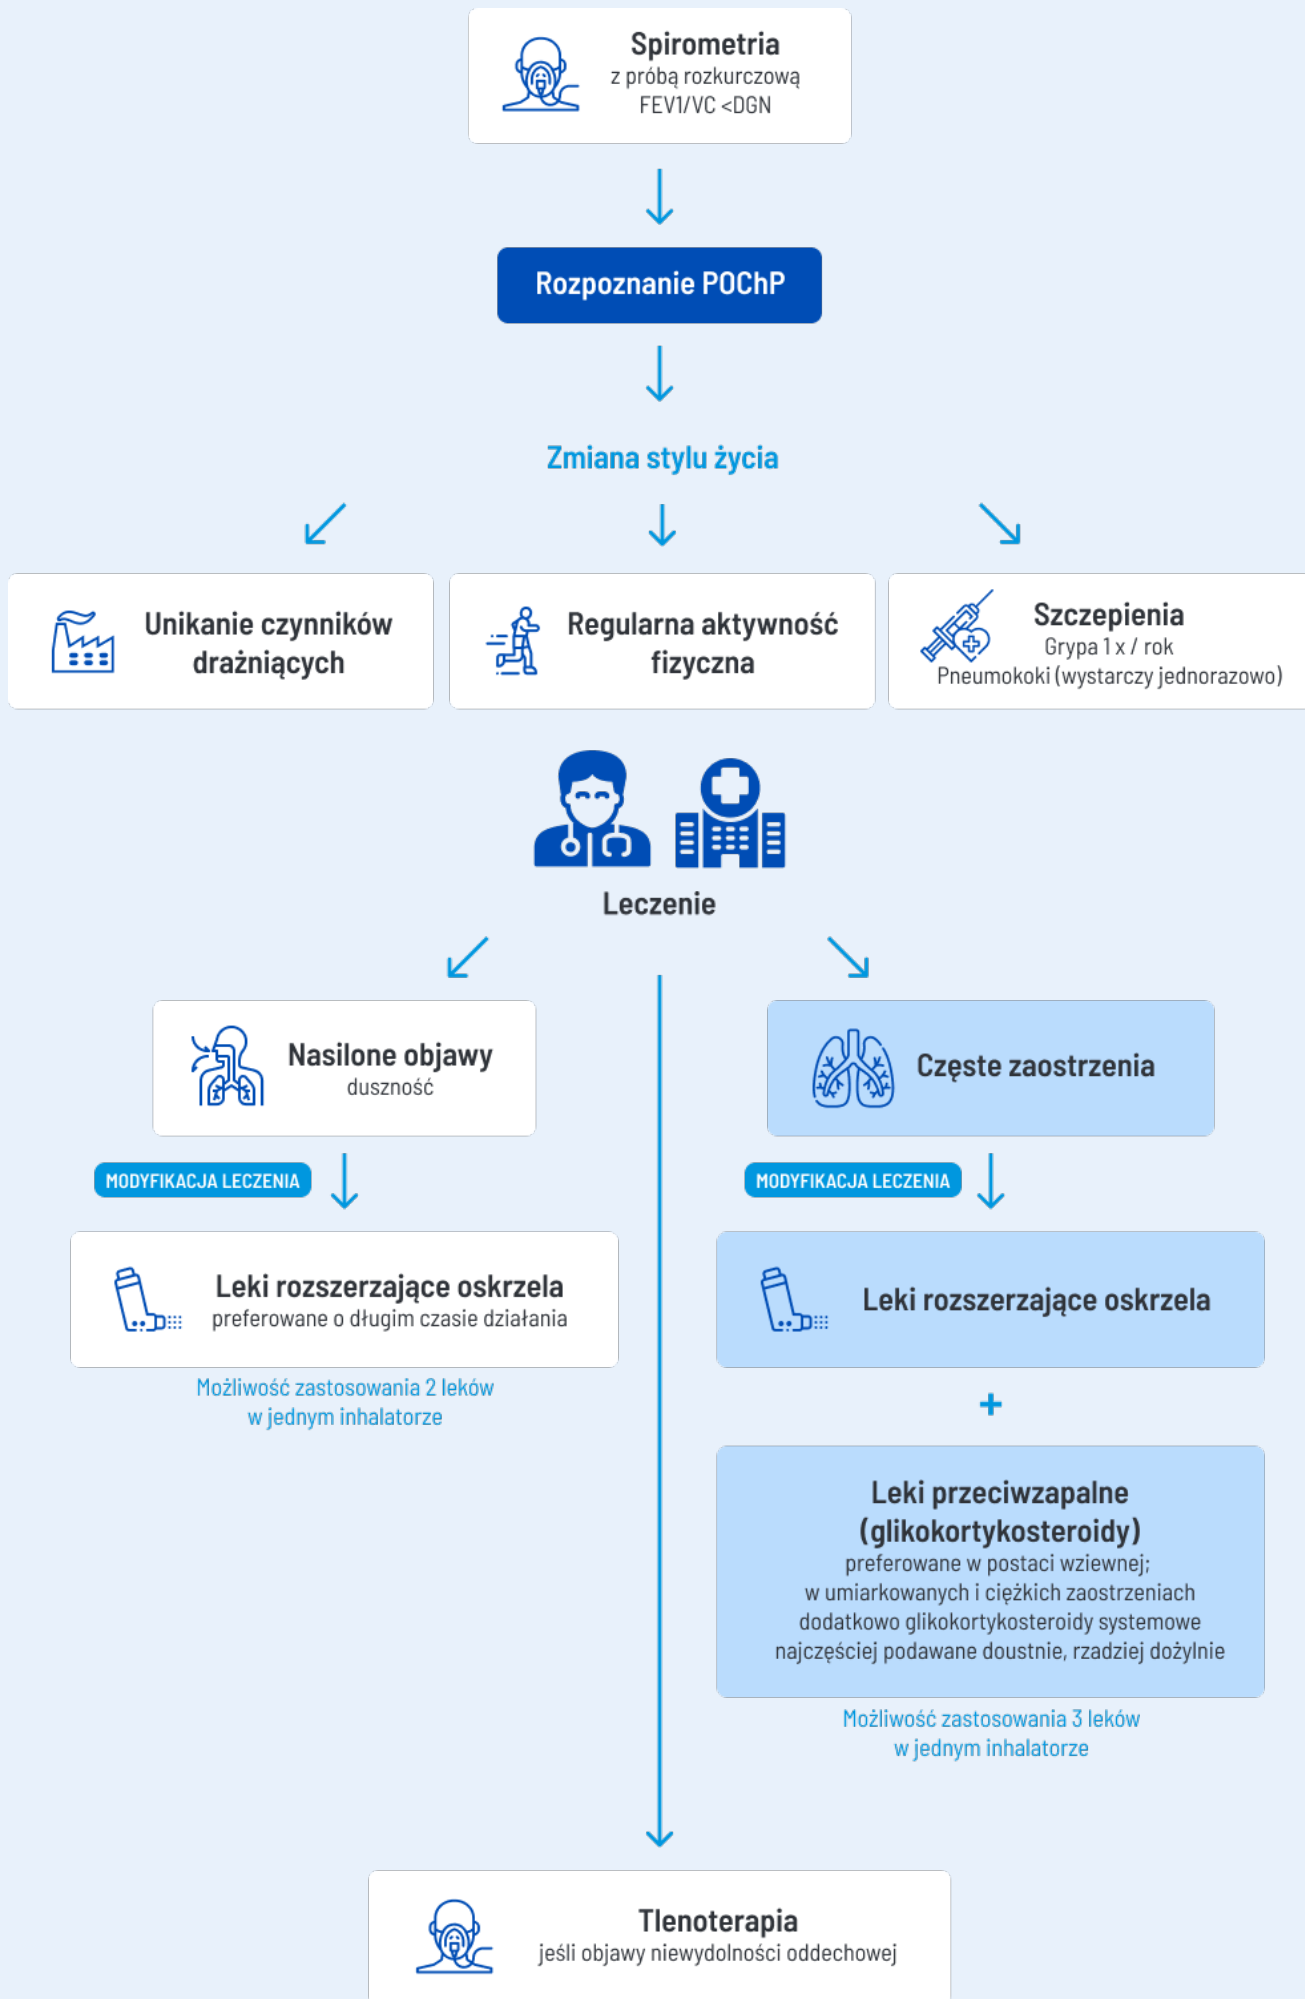 Spirometria
z próbą rozkurczową
FEV1/VC <DGN
Rozpoznanie POChP
Zmiana stylu życia
Unikanie czynników
drażniących
Regularna aktywność
fizyczna
Szczepienia
Grypa 1 x / rok
Pneumokoki (wystarczy jednorazowo)
Leczenie
Nasilone objawy
duszność
MODYFIKACJA LECZENIA
Leki rozszerzające oskrzela
preferowane o długim czasie działania
Możliwość zastosowania 2 leków
w jednym inhalatorze
Częste zaostrzenia
MODYFIKACJA LECZENIA
Leki rozszerzające oskrzela
+
Leki przeciwzapalne
(glikokortykosteroidy)
preferowane w postaci wziewnej;
w umiarkowanych i ciężkich zaostrzeniach
dodatkowo glikokortykosteroidy systemowe
najczęściej podawane doustnie, rzadziej dożylnie
Możliwość zastosowania 3 leków
w jednym inhalatorze
Tlenoterapia
jeśli objawy niewydolności oddechowej